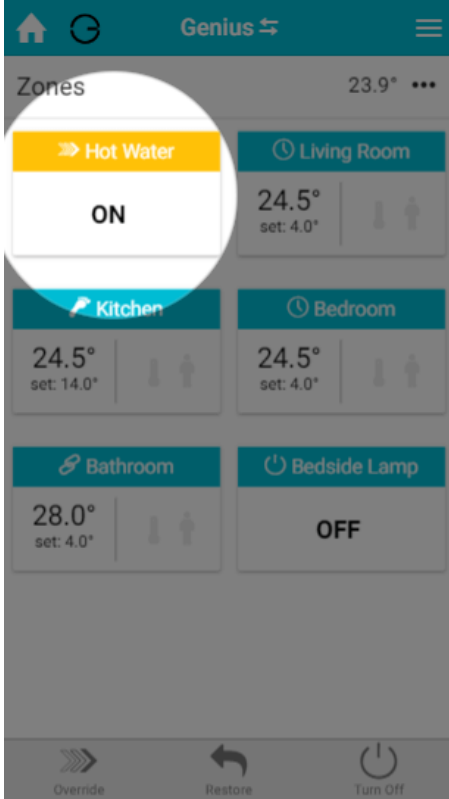 Genius
Zones
23.9° •••
Hot Water
ON
Living Room
24.5°
set: 4.0°
Kitchen
24.5°
set: 14.0°
Bedroom
24.5°
set: 4.0°
Bathroom
28.0°
set: 4.0°
Bedside Lamp
OFF
Override
Restore
Turn Off